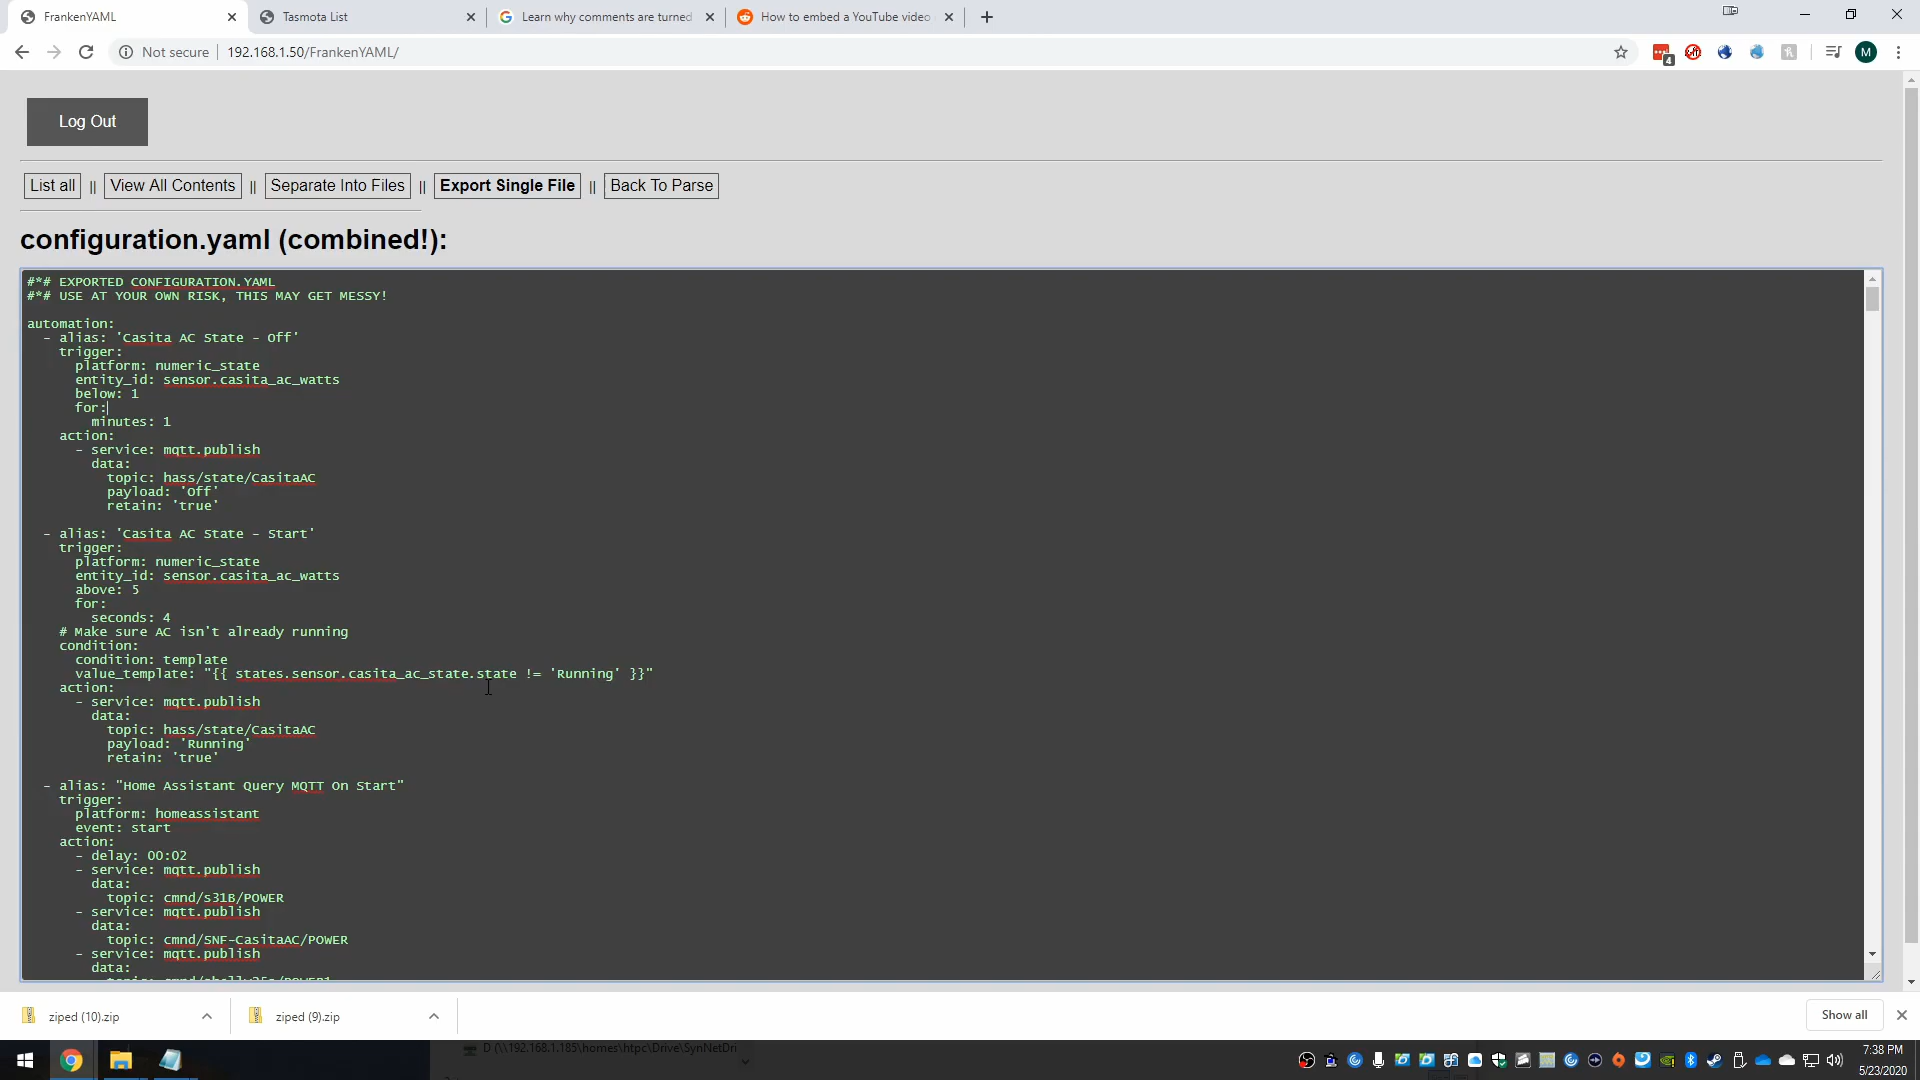 FrankenYAML
Tasmota List
Learn why comments are turned
How to embed a YouTube video
Not secure
192.168.1.50/FrankenYAML/
4
M
Log Out
List all || View All Contents || Separate Into Files || Export Single File || Back To Parse
configuration.yaml (combined!):
#*# EXPORTED CONFIGURATION.YAML
#*# USE AT YOUR OWN RISK, THIS MAY GET MESSY!
automation:
- alias: 'Casita AC State - Off'
trigger:
platform: numeric_state
entity_id: sensor.casita_ac_watts
below: 1
for:
minutes: 1
action:
- service: mqtt.publish
data:
topic: hass/state/CasitaAC
payload: 'Off'
retain: 'true'
- alias: 'Casita AC State - Start'
trigger:
platform: numeric_state
entity_id: sensor.casita_ac_watts
above: 5
for:
seconds: 4
# Make sure AC isn't already running
condition:
condition: template
value_template: "{{ states.sensor.casita_ac_state.state != 'Running' }}"
action:
- service: mqtt.publish
data:
topic: hass/state/CasitaAC
payload: 'Running'
retain: 'true'
- alias: "Home Assistant Query MQTT On Start"
trigger:
platform: homeassistant
event: start
action:
- delay: 00:02
- service: mqtt.publish
data:
topic: cmnd/s31B/POWER
- service: mqtt.publish
data:
topic: cmnd/SNF-CasitaAC/POWER
- service: mqtt.publish
data:
ziped (10).zip
ziped (9).zip
Show all
D (\\192.168.1.185\homes\htpc\Drive\SynNetDri
7:38 PM
5/23/2020